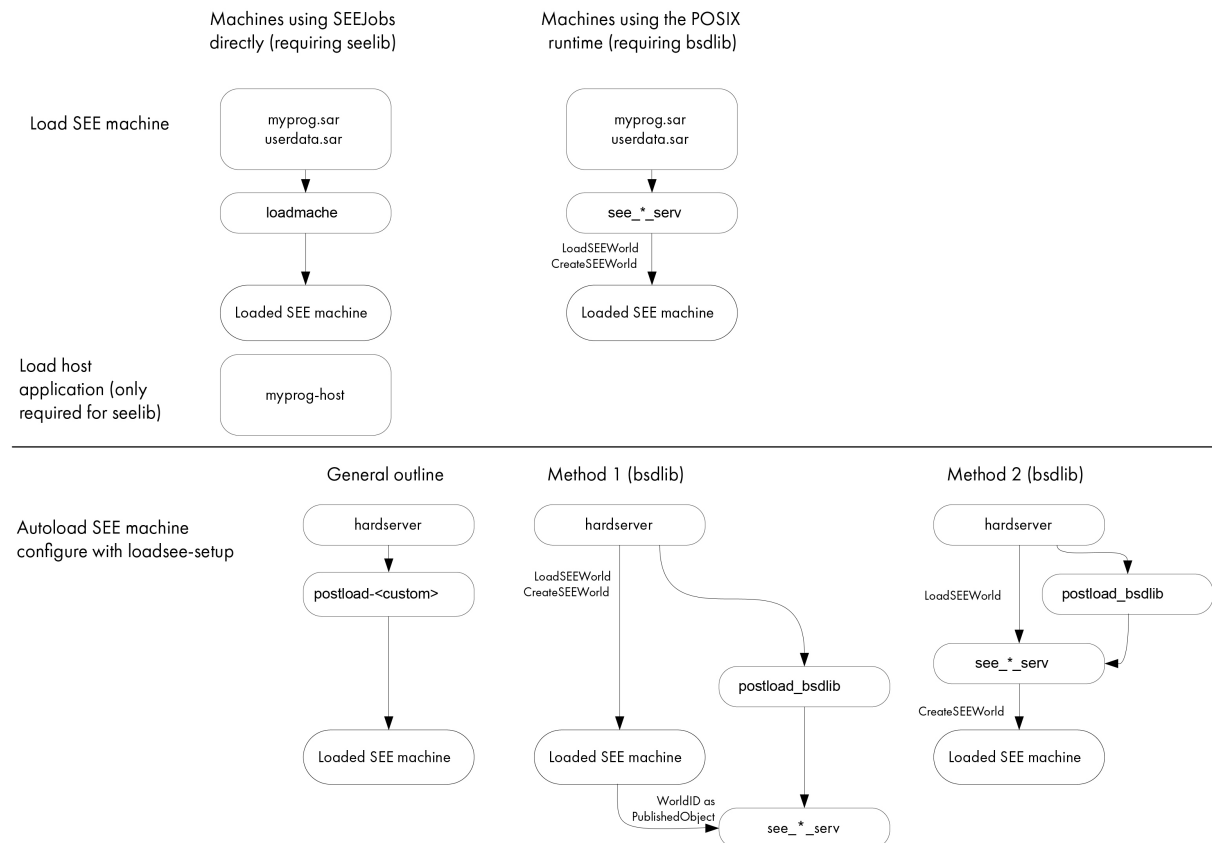 Machines using SEEJobs
directly (requiring seelib)
Machines using the POSIX
runtime (requiring bsdlib)
Load SEE machine
myprog.sar
userdata.sar
myprog.sar
userdata.sar
loadmache
see_*_serv
LoadSEEWorld
CreateSEEWorld
Loaded SEE machine
Loaded SEE machine
Load host
application (only
required for seelib)
myprog-host
General outline
Method 1 (bsdlib)
Method 2 (bsdlib)
Autoload SEE machine
configure with loadsee-setup
hardserver
hardserver
hardserver
postload-<custom>
LoadSEEWorld
CreateSEEWorld
LoadSEEWorld
postload_bsdlib
see_*_serv
postload_bsdlib
CreateSEEWorld
Loaded SEE machine
Loaded SEE machine
Loaded SEE machine
WorldID as
PublishedObject
see_*_serv